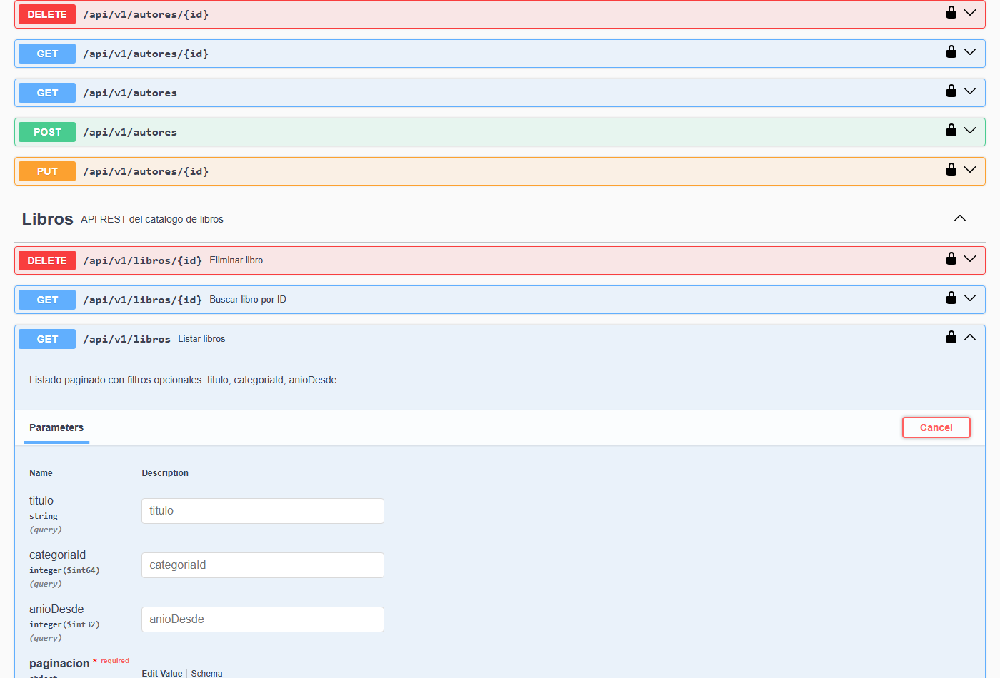 DELETE /api/v1/autores/{id}
GET /api/v1/autores/{id}
GET /api/v1/autores
POST /api/v1/autores
PUT /api/v1/autores/{id}
Libros API REST del catalogo de libros
DELETE /api/v1/libros/{id} Eliminar libro
GET /api/v1/libros/{id} Buscar libro por ID
GET /api/v1/libros Listar libros
Listado paginado con filtros opcionales: titulo, categoriaId, anioDesde
Parameters Cancel
Name Description
titulo
string
(query)
titulo
categoriaId
integer($int64)
(query)
categoriaId
anioDesde
integer($int32)
(query)
anioDesde
paginacion * required
Edit Value Schema